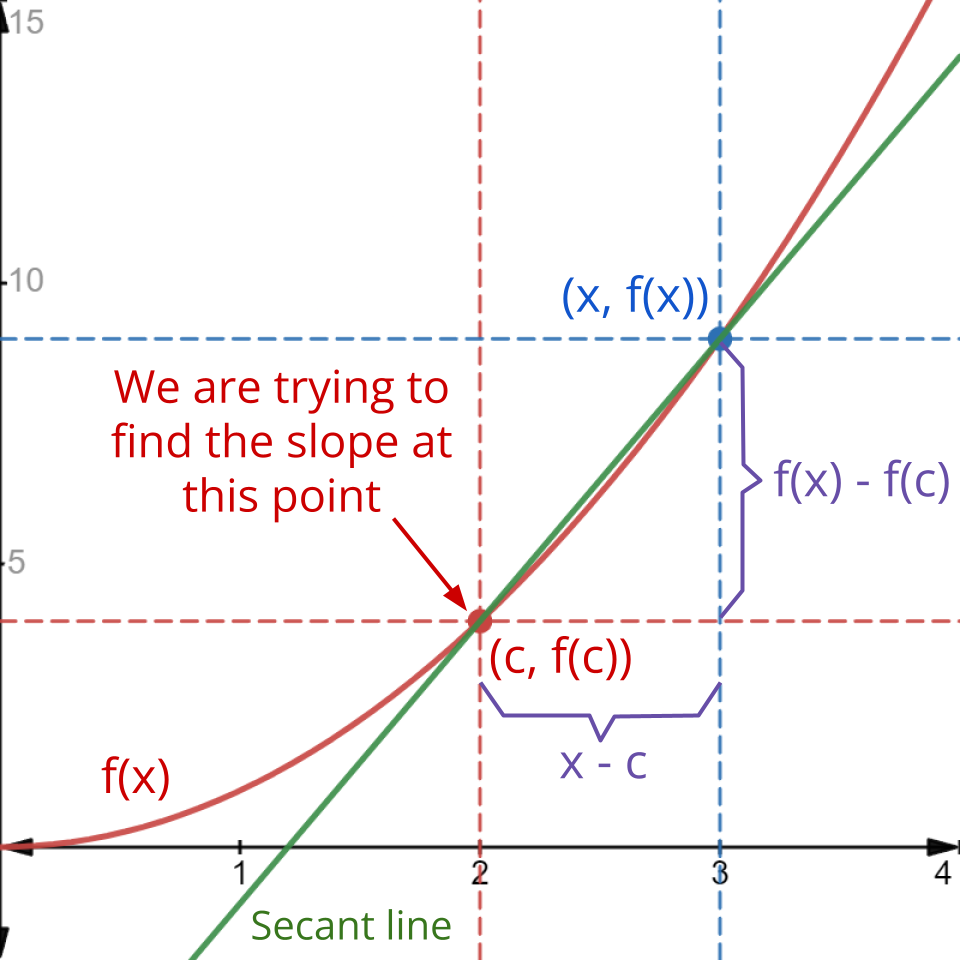 15
10
(x, f(x))
We are trying to
find the slope at
this point
f(x) - f(c)
5
(c, f(c))
x - c
f(x)
1
2
3
4
Secant line